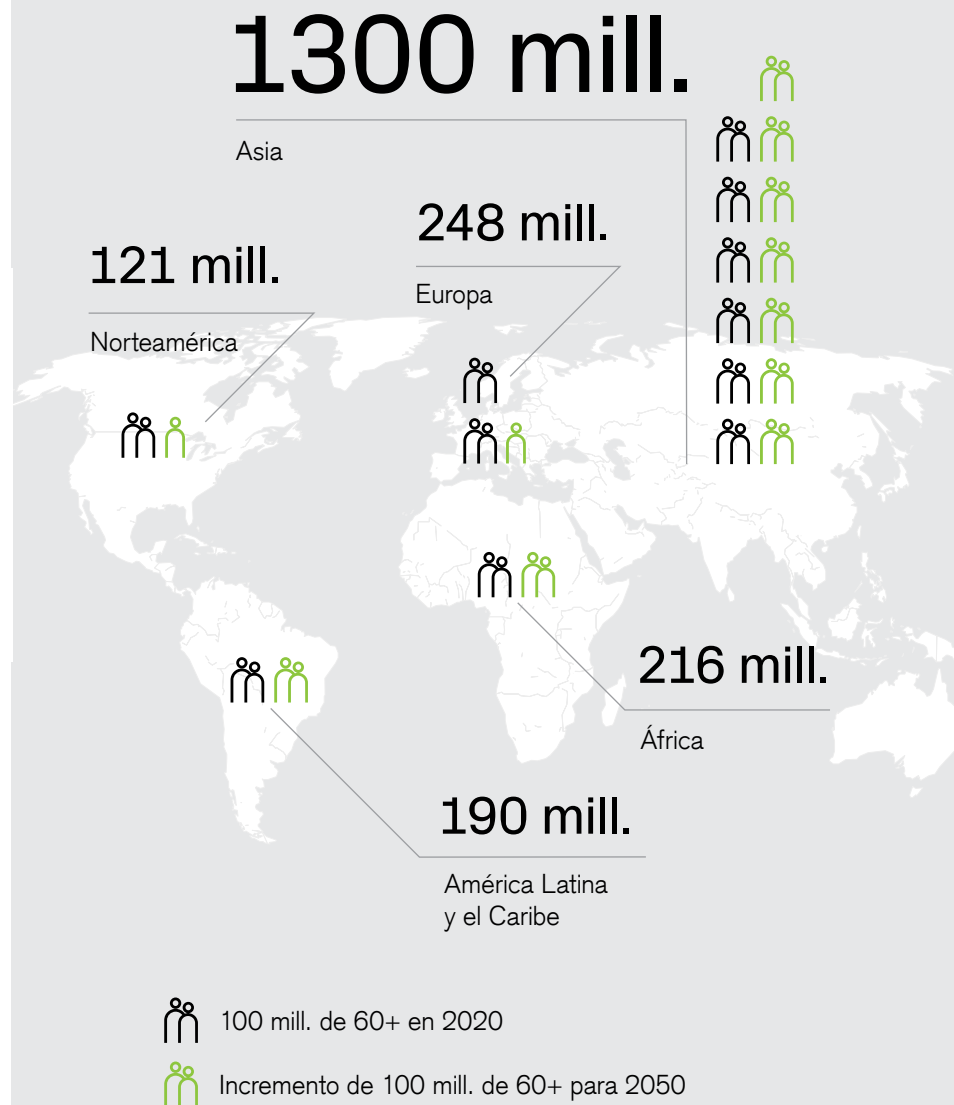 1300 mill.
Asia
248 mill.
Europa
121 mill.
Norteamérica
216 mill.
África
190 mill.
América Latina
y el Caribe
100 mill. de 60+ en 2020
Incremento de 100 mill. de 60+ para 2050